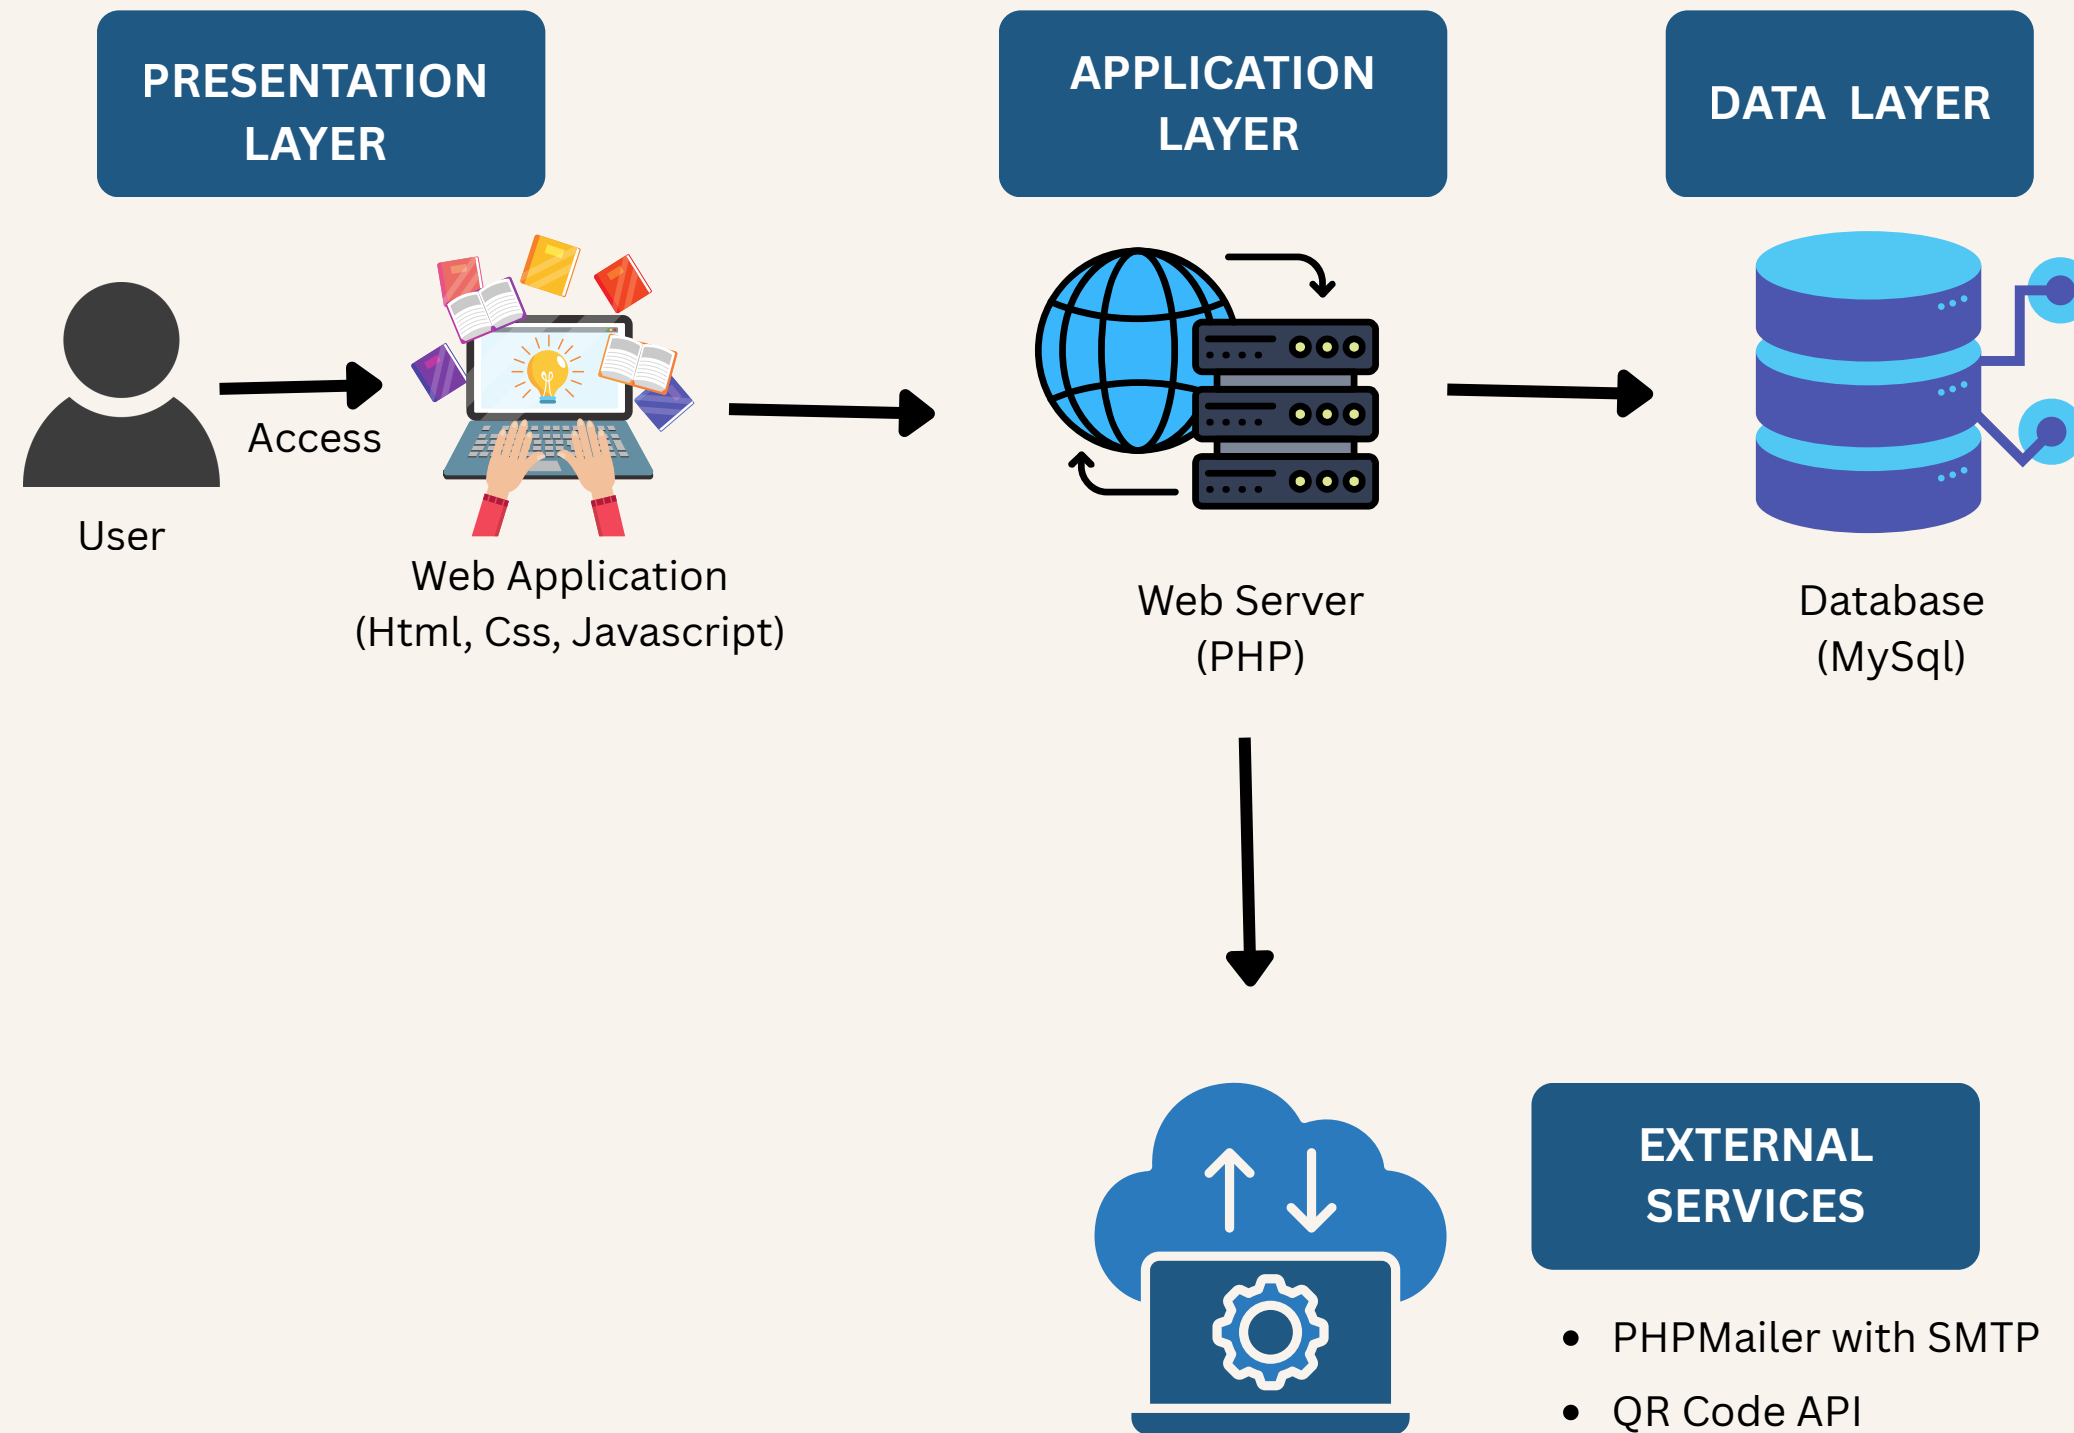 PRESENTATION
LAYER
APPLICATION
LAYER
DATA LAYER
Access
User
Web Application
(Html, Css, Javascript)
Web Server
(PHP)
Database
(MySql)
EXTERNAL
SERVICES
• PHPMailer with SMTP
• QR Code API